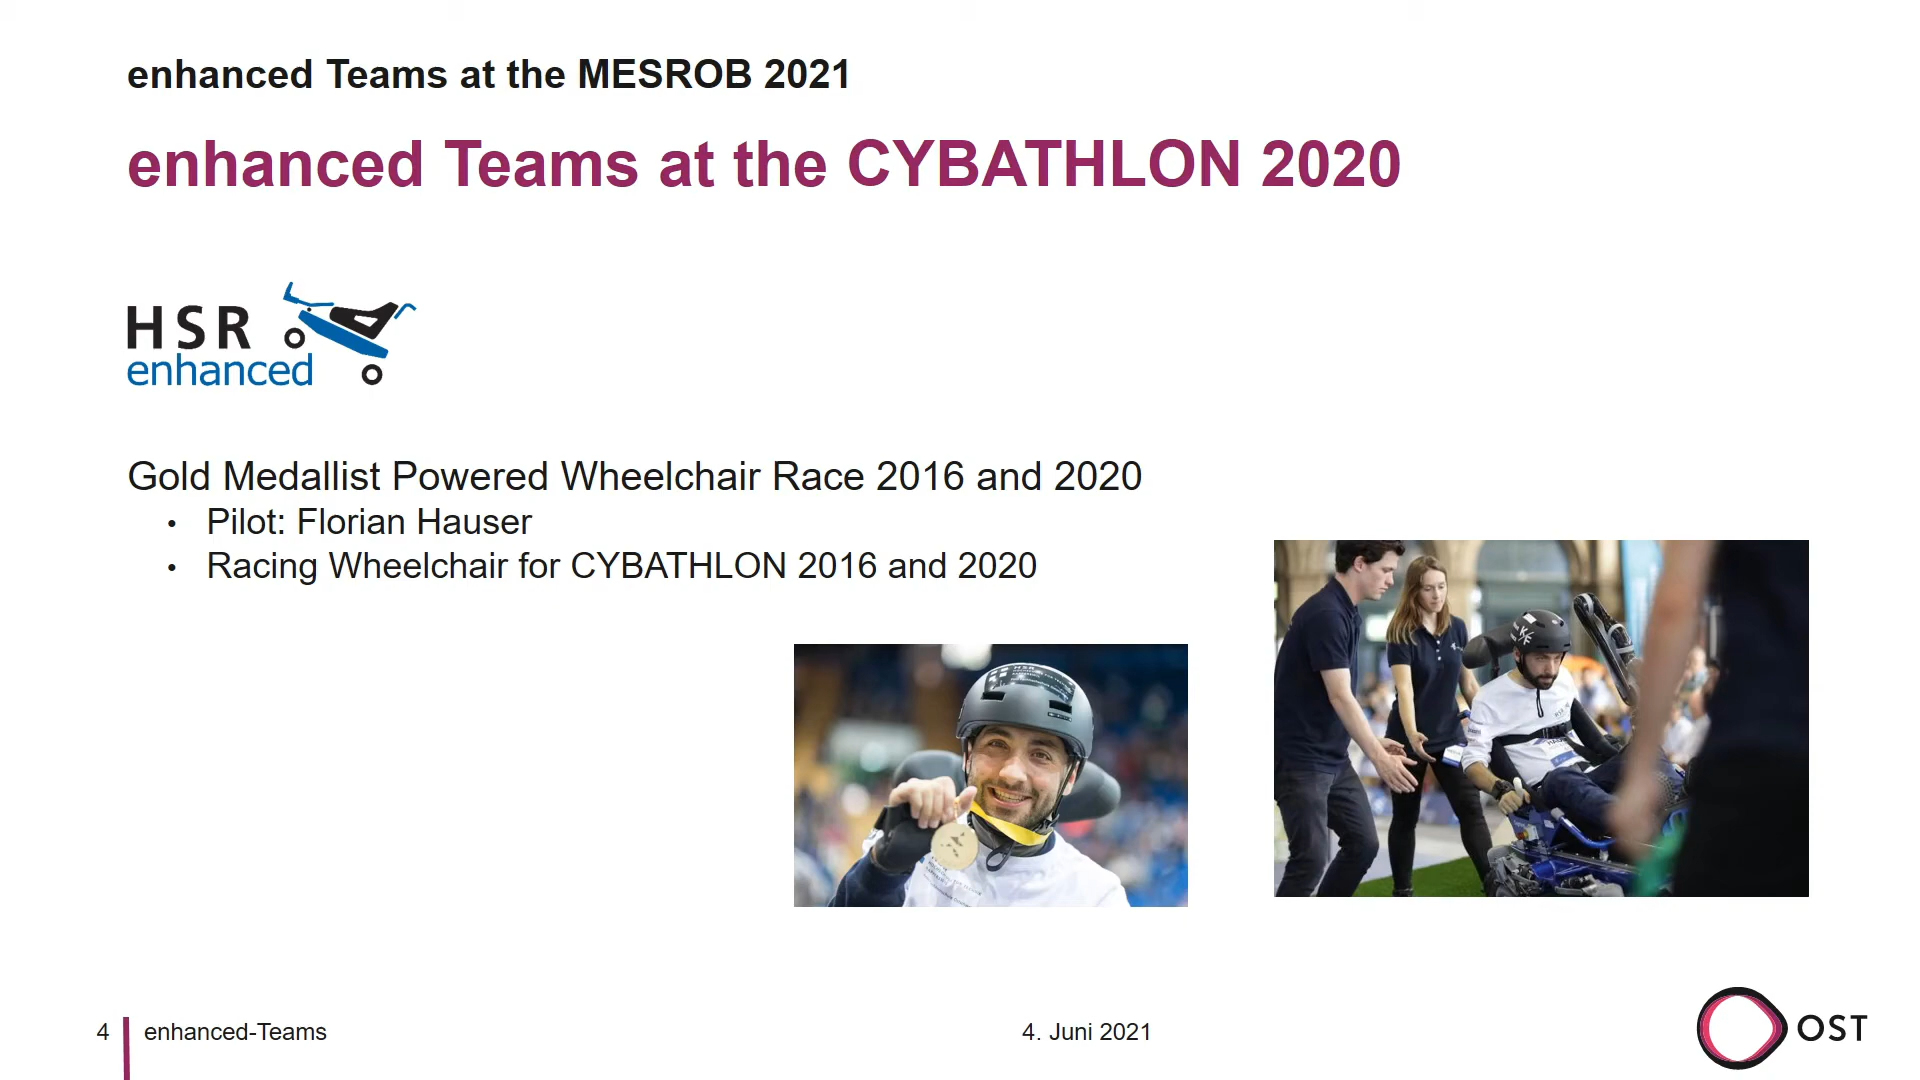 enhanced Teams at the MESROB 2021
enhanced Teams at the CYBATHLON 2020
HSR
enhanced
Gold Medallist Powered Wheelchair Race 2016 and 2020
• Pilot: Florian Hauser
• Racing Wheelchair for CYBATHLON 2016 and 2020
HSR
4
enhanced-Teams
4. Juni 2021
OST